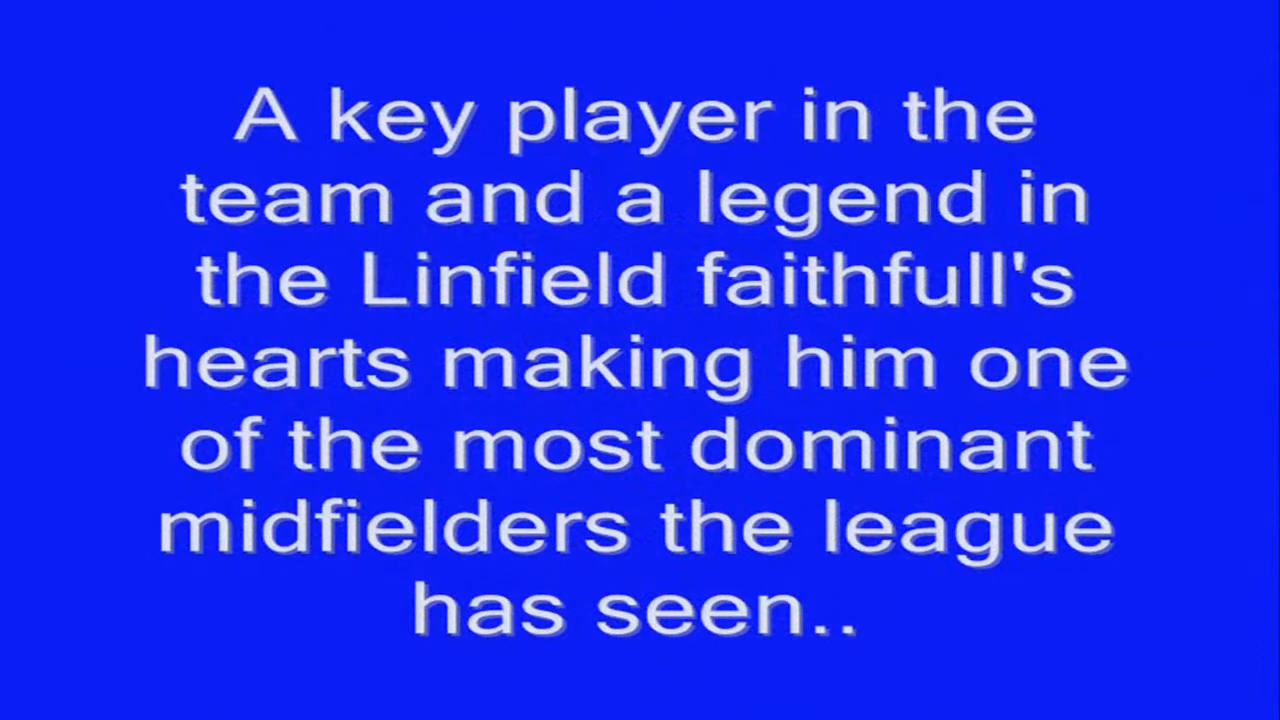 A key player in the
team and a legend in
the Linfield faithfull's
hearts making him one
of the most dominant
midfielders the league
has seen..